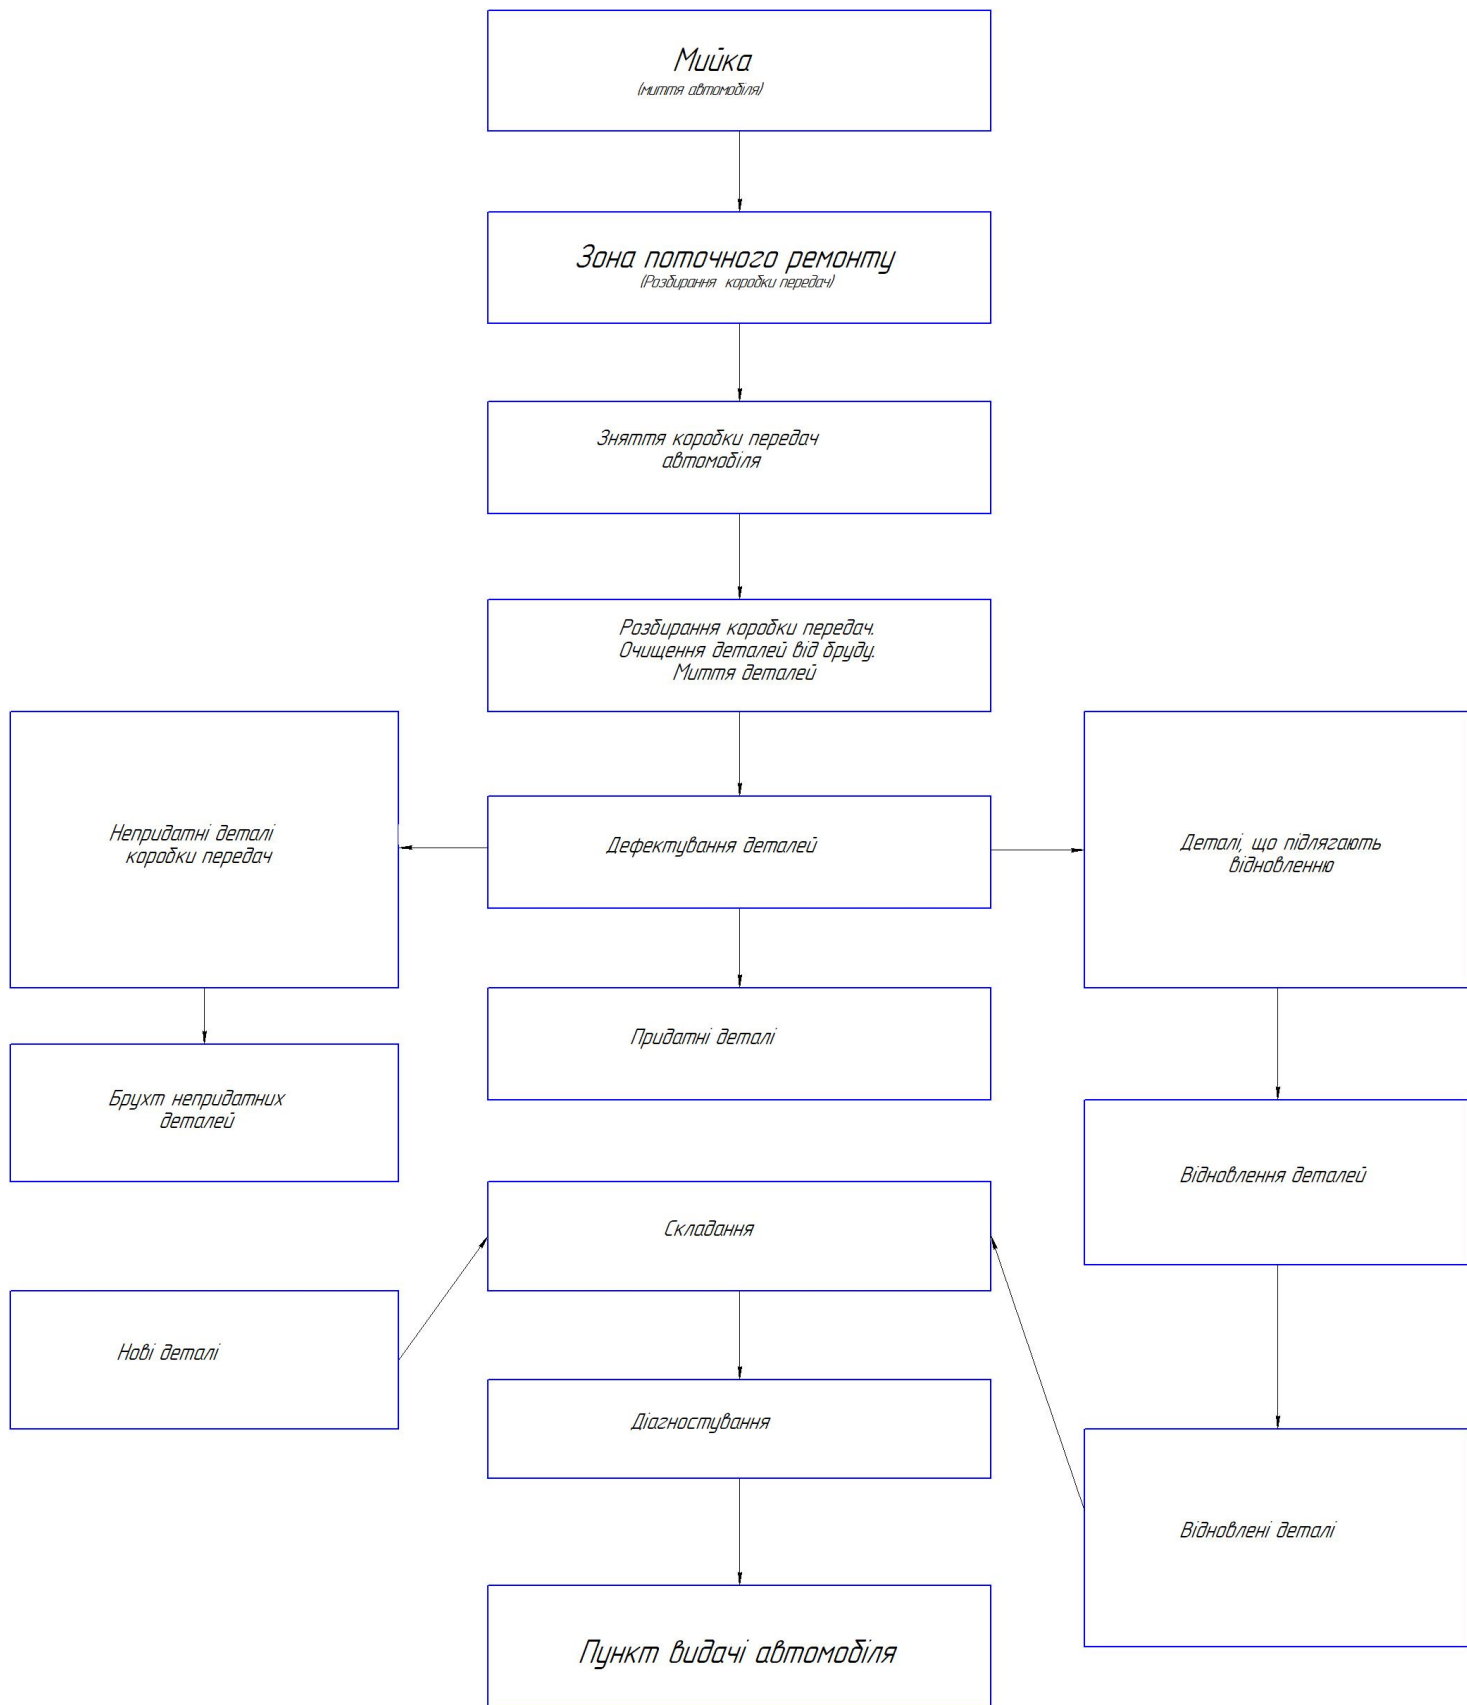 Мийка
(миття автомобіля)
Зона поточного ремонту
(Розбирання коробки передач)
Зняття коробки передач
автомобіля
Розбирання коробки передач.
Очищення деталей від бруду.
Миття деталей
Непридатні деталі
коробки передач
Дефектування деталей
Деталі, що підлягають
відновленню
Придатні деталі
Брухт непридатних
деталей
Відновлення деталей
Складання
Нові деталі
Діагностування
Відновлені деталі
Пункт видачі автомобіля